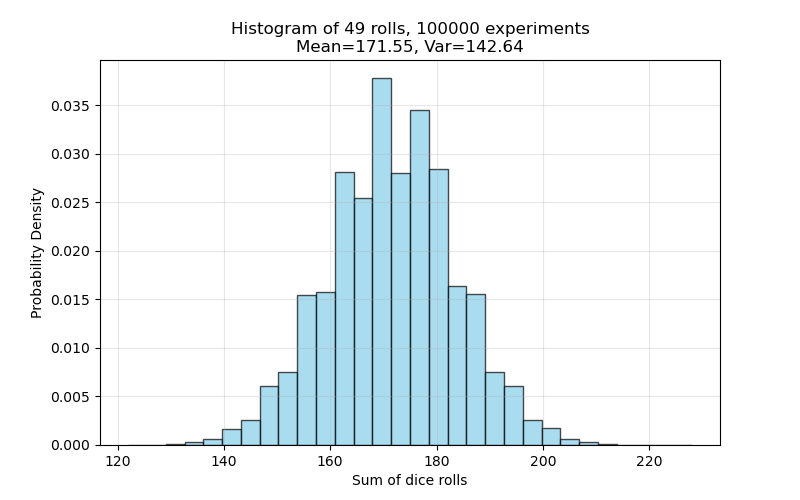 Histogram of 49 rolls, 100000 experiments
Mean=171.55, Var=142.64
Probability Density
0.035
0.030
0.025
0.020
0.015
0.010
0.005
0.000
120 140 160 180 200 220
Sum of dice rolls